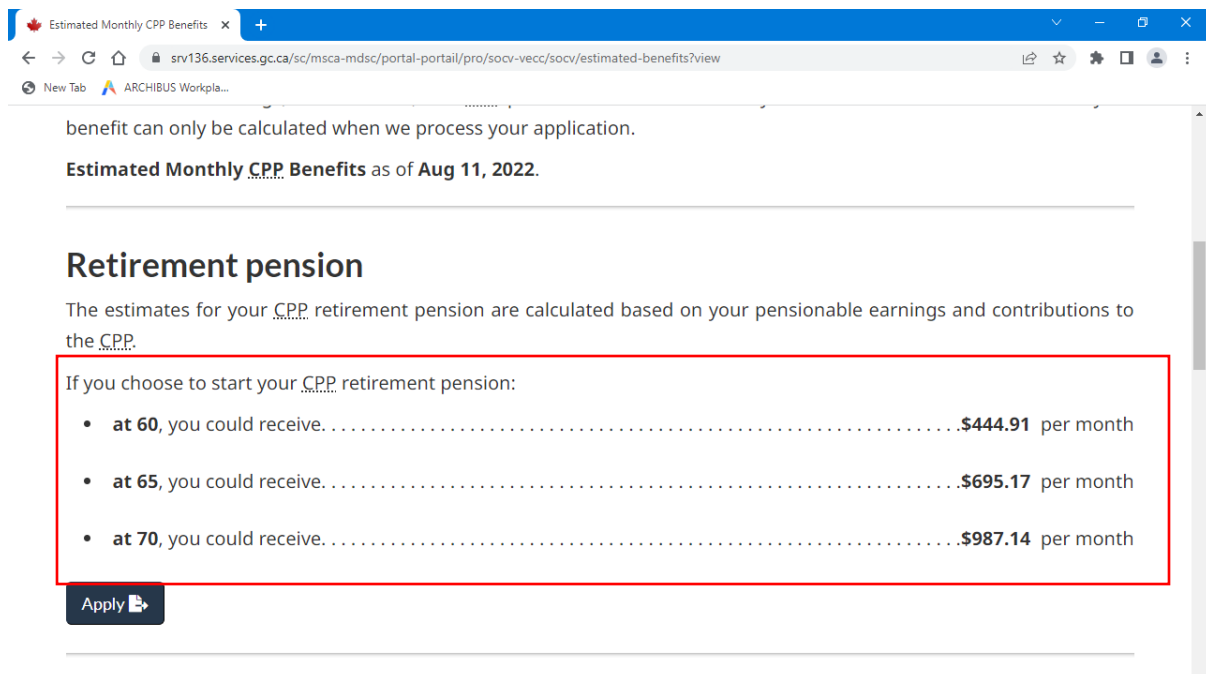 Estimated Monthly CPP Benefits
srv136.services.gc.ca/sc/msca-mdsc/portal-portail/pro/socv-vecc/socv/estimated-benefits?view
New Tab ARCHIBUS Workpla...
benefit can only be calculated when we process your application.
Estimated Monthly CPP Benefits as of Aug 11, 2022.
Retirement pension
The estimates for your CPP retirement pension are calculated based on your pensionable earnings and contributions to
the CPP.
If you choose to start your CPP retirement pension:
• at 60, you could receive. . . . . . . . . . . . . . . . . . . . . . . . . . . . . . . . . . . . . . . . . . . . . . . . . . . . . . . . . . . . . . . . .$444.91 per month
• at 65, you could receive. . . . . . . . . . . . . . . . . . . . . . . . . . . . . . . . . . . . . . . . . . . . . . . . . . . . . . . . . . . . . . . . .$695.17 per month
• at 70, you could receive. . . . . . . . . . . . . . . . . . . . . . . . . . . . . . . . . . . . . . . . . . . . . . . . . . . . . . . . . . . . . . . . .$987.14 per month
Apply